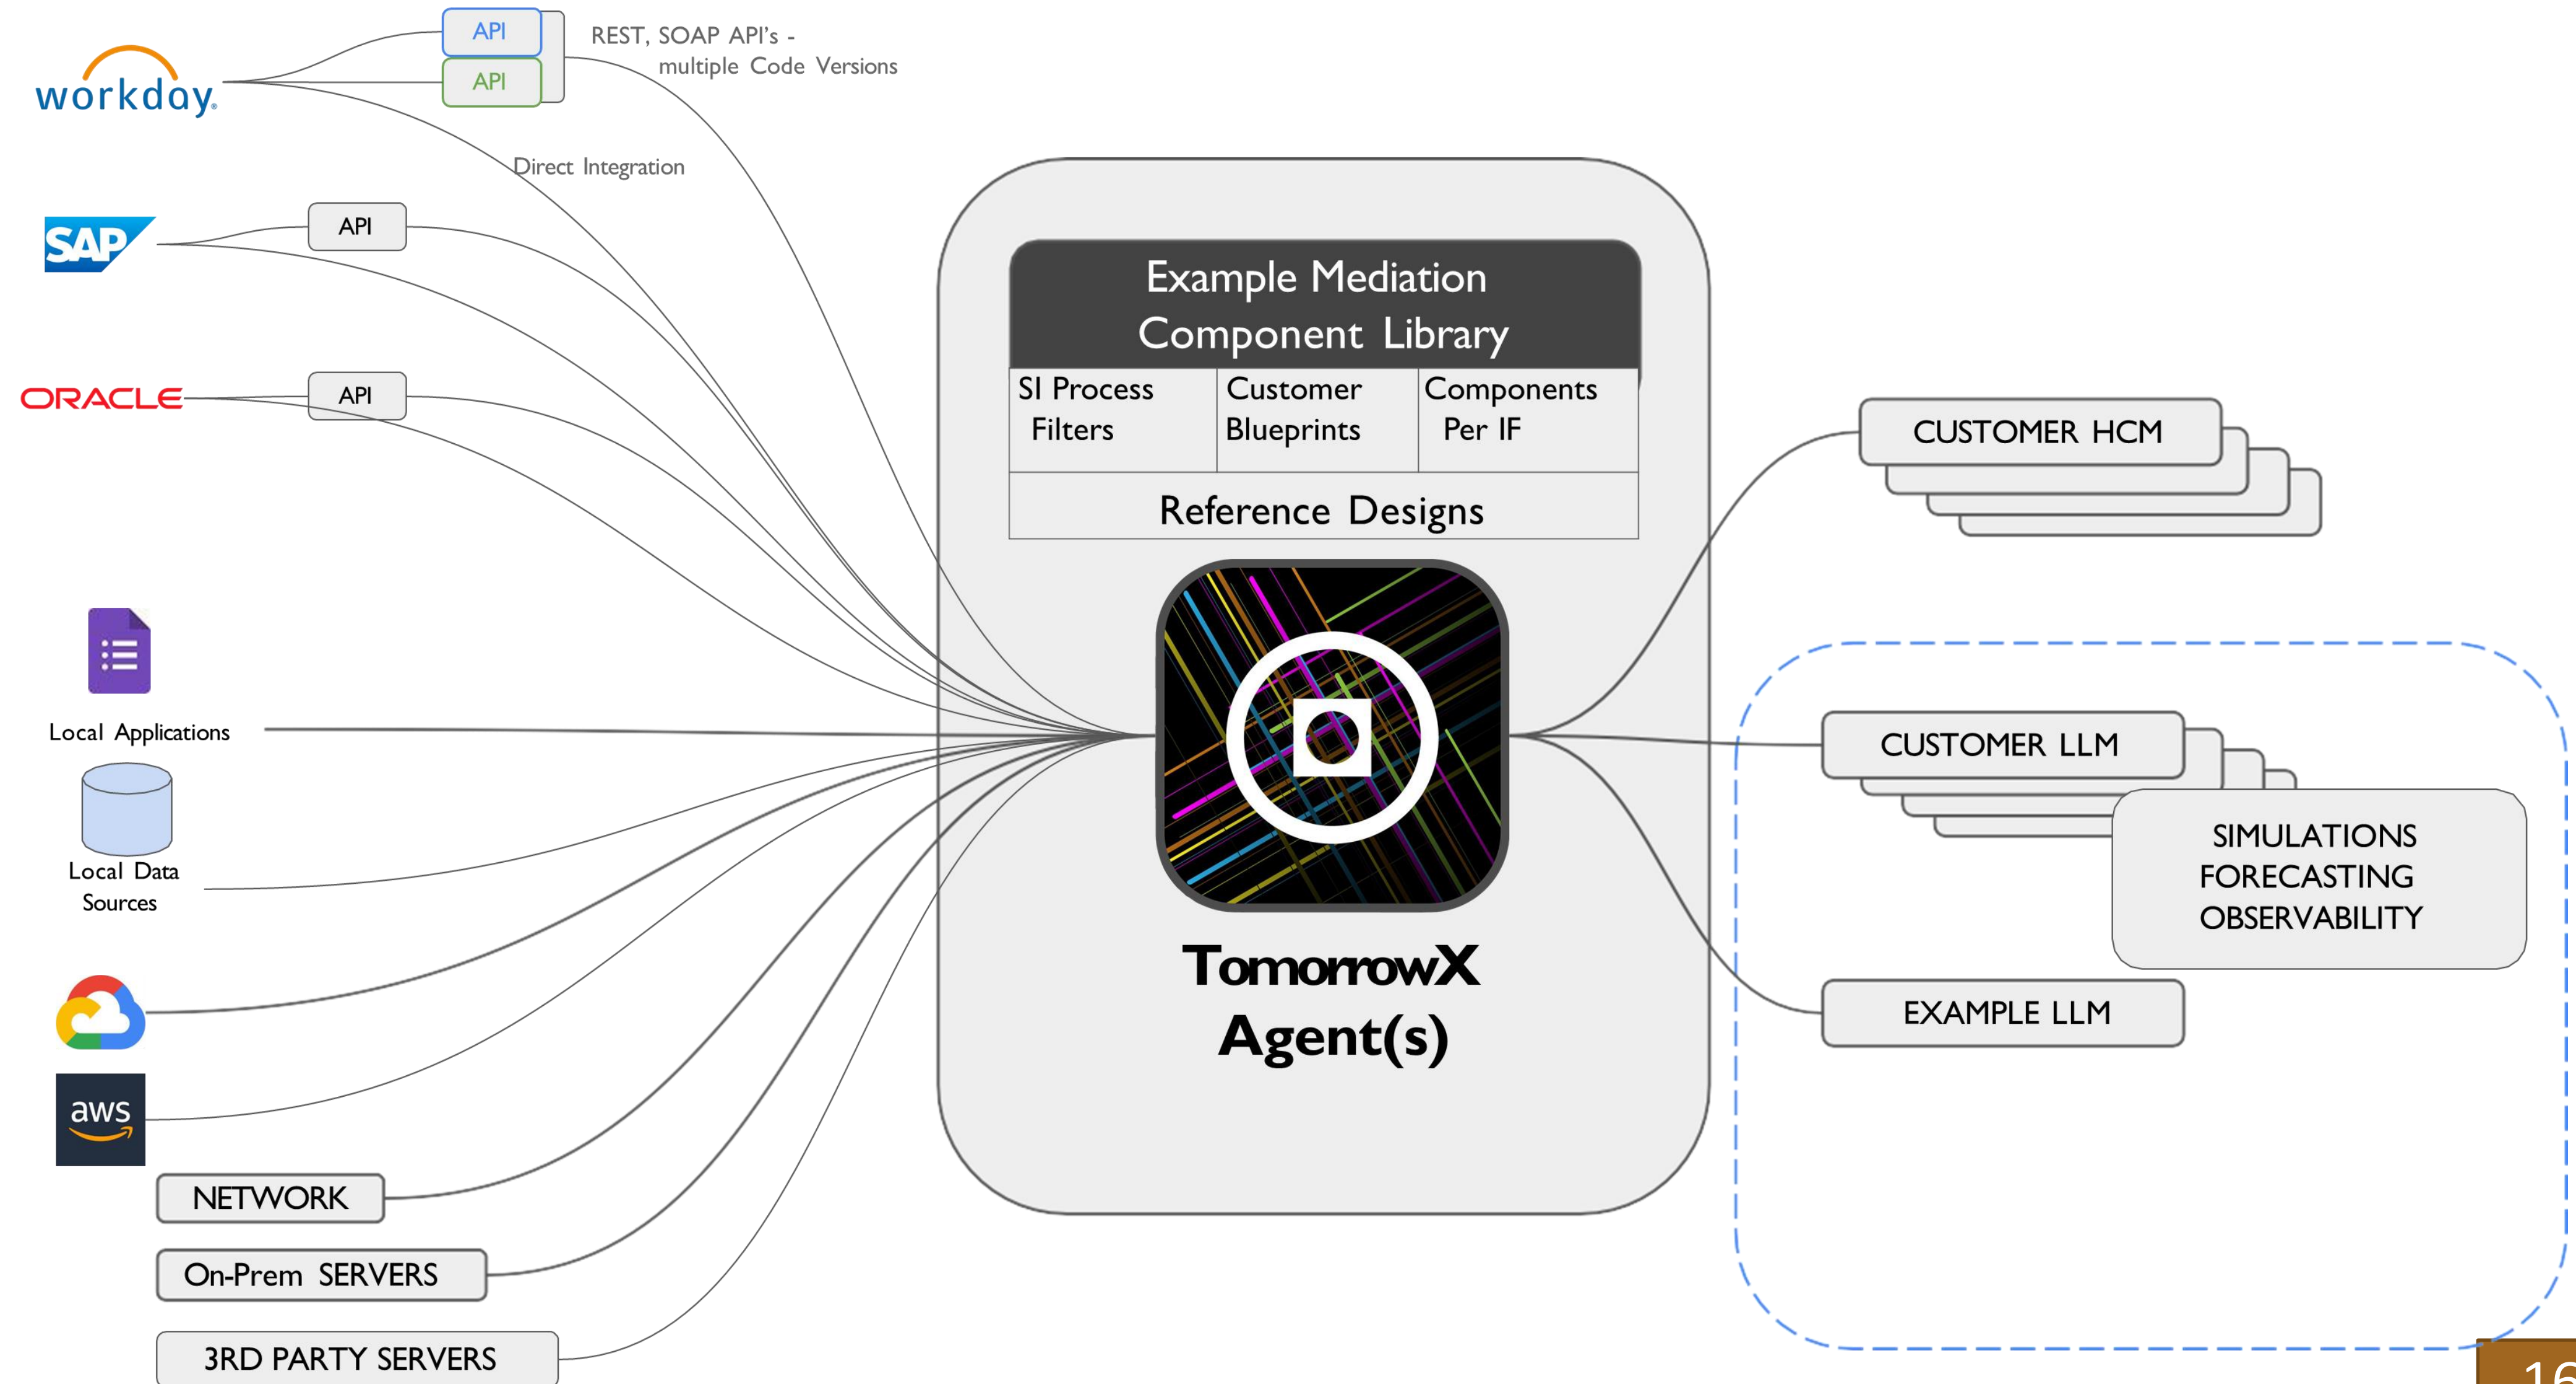 workday.
API
API
REST, SOAP API's -
multiple Code Versions
Direct Integration
SAP
API
ORACLE
API
Local Applications
Local Data
Sources
aws
NETWORK
On-Prem SERVERS
3RD PARTY SERVERS
Example Mediation
Component Library
SI Process
Filters
Customer
Blueprints
Components
Per IF
Reference Designs
TomorrowX
Agent(s)
CUSTOMER HCM
CUSTOMER LLM
SIMULATIONS
FORECASTING
OBSERVABILITY
EXAMPLE LLM
16